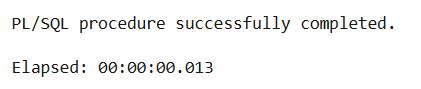 PL/SQL procedure successfully completed.
Elapsed: 00:00:00.013